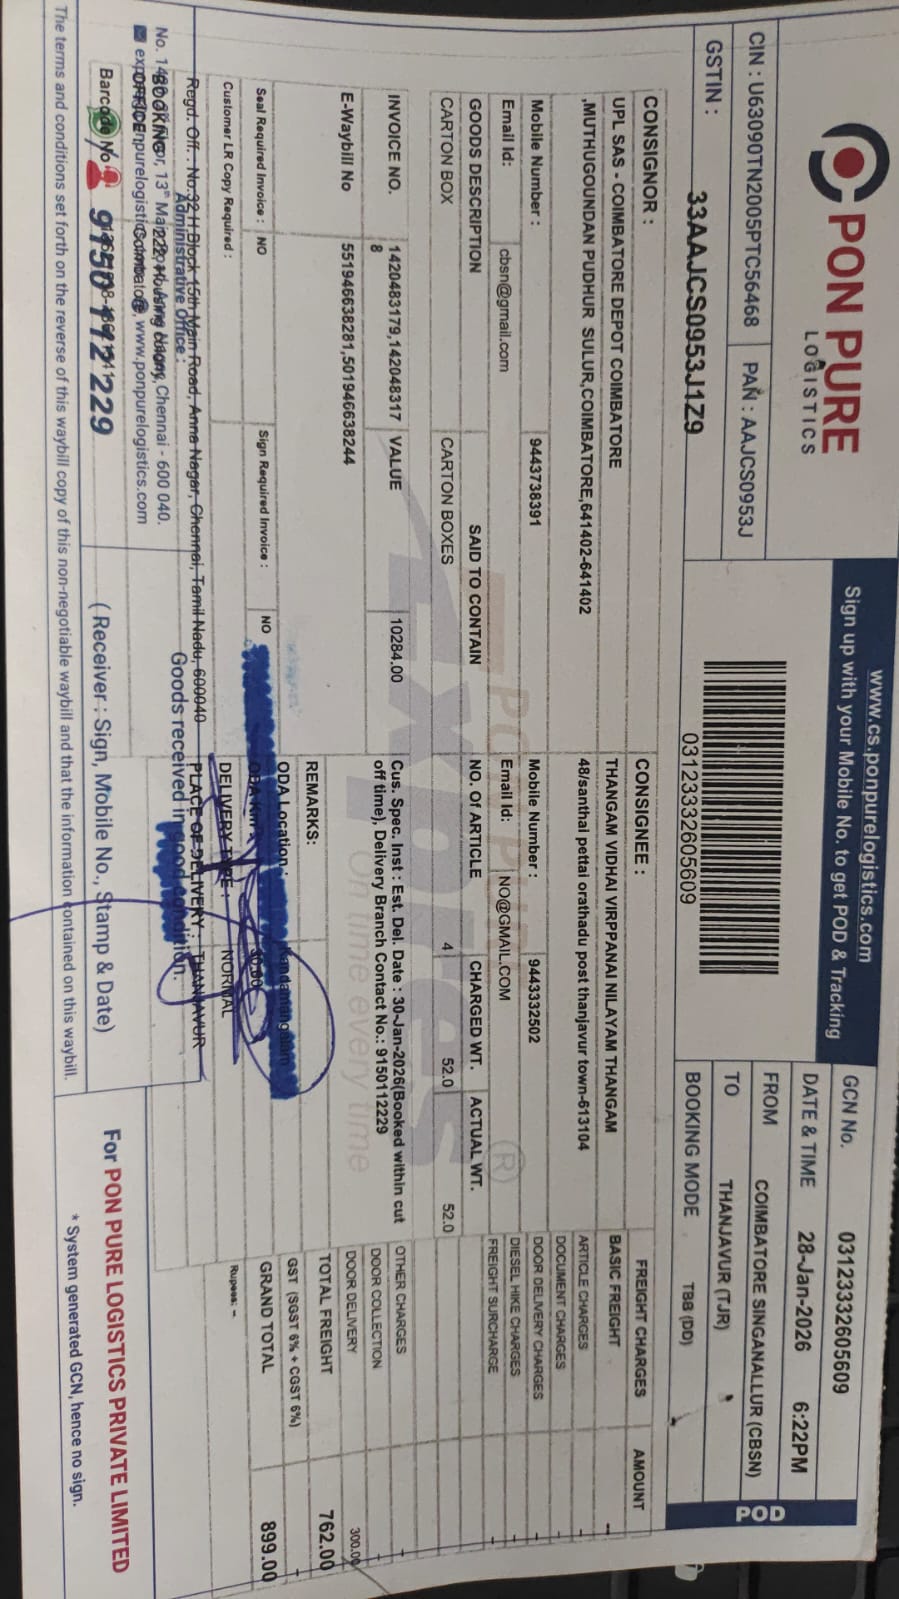 PON PURE
LOGISTICS
www.cs.ponpurelogistics.com
Sign up with your Mobile No. to get POD & Tracking
CIN : U63090TN2005PTC56468 PAN : AAJCS0953J
GSTIN : 33AAJCS0953J1Z9
03123332605609
GCN No. 03123332605609
DATE & TIME 28-Jan-2026 6:22PM
FROM COIMBATORE SINGANALLUR (CBSN)
TO THANJAVUR (TJR)
BOOKING MODE TBB (DD)
POD
CONSIGNOR :
UPL SAS - COIMBATORE DEPOT COIMBATORE
,MUTHUGOUNDAN PUDHUR SULUR,COIMBATORE,641402-641402
Mobile Number : 9443738391
Email Id: cbsn@gmail.com
CONSIGNEE :
THANGAM VIDHAI VIRPPANAI NILAYAM THANGAM
48/santhal pettal orathadu post thanjavur town-613104
Mobile Number : 9443332502
Email Id: NO@GMAIL.COM
GOODS DESCRIPTION SAID TO CONTAIN NO. Of ARTICLE CHARGED WT. ACTUAL WT.
CARTON BOX CARTON BOXES 4 52.0 52.0
INVOICE NO. 1420483179,142048317
8
VALUE 10284.00
E-Waybill No 551946638281,501946638244
Cus. Spec. Inst : Est. Del. Date : 30-Jan-2026(Booked within cut
off time), Delivery Branch Contact No.: 9150112229
REMARKS:
ODA Location :
DELIVERY TYPE : NORMAL
PLACE OF DELIVERY : THANJAVUR
Seal Required Invoice : NO Sign Required Invoice : NO
Customer LR Copy Required :
FREIGHT CHARGES AMOUNT
BASIC FREIGHT --
ARTICLE CHARGES -
DOCUMENT CHARGES -
DOOR DELIVERY CHARGES -
DIESEL HIKE CHARGES -
FREIGHT SURCHARGE -
OTHER CHARGES -
DOOR COLLECTION -
DOOR DELIVERY 300.00
TOTAL FREIGHT 762.00
GST (SGST 6% + CGST 6%) -
GRAND TOTAL 899.00
Rupees: -
Express
On time every time
Regd. Off. : No.32 H Block 15th Main Road, Anna Nagar, Chennai, Tamil Nadu, 600040
Administrative Office :
Chennai - 600 040.
www.ponpurelogistics.com
BOOKING
OFFICE
Barcode No
9150112229
Goods received in good condition.
( Receiver : Sign, Mobile No., Stamp & Date)
For PON PURE LOGISTICS PRIVATE LIMITED
* System generated GCN, hence no sign.
The terms and conditions set forth on the reverse of this waybill copy of this non-negotiable waybill and that the information contained on this waybill.